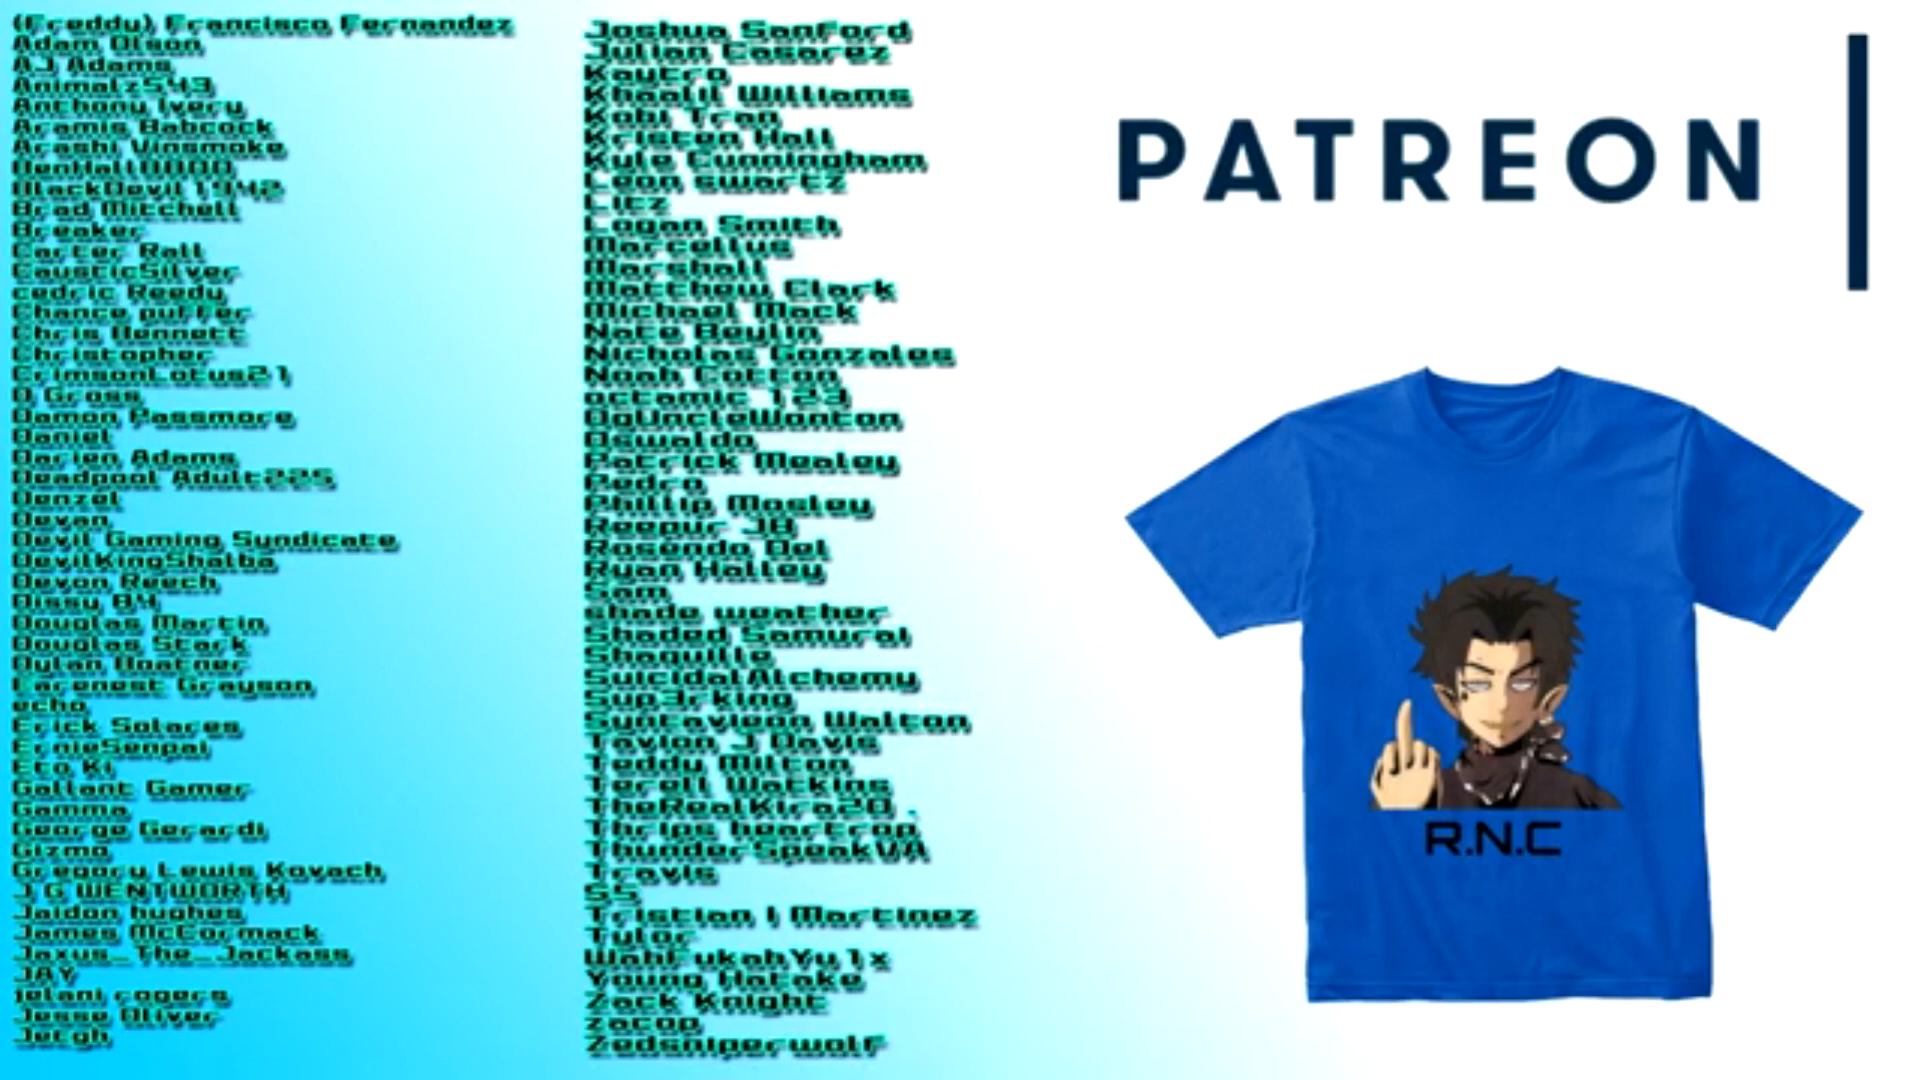 (Freddy) Francisco Fernandez
Adam Olson
AJ Adams
Animalz543
Anthony Ivery
Aramis Babcock
Arashi Vinsmoke
BenHall0000
BlackDevil1942
Brad Mitchell
Breaker
Carter Rall
CausticSilver
cedric Reedy
Chance puffer
Chris Bennett
Christopher
CrimsonLotus21
D Gross
Damon Passmore
Daniel
Darien Adams
Deadpool Adult225
Denzel
Devan
Devil Gaming Syndicate
DevilKingShalba
Devon Reech
Dissy 84
Douglas Martin
Douglas Stark
Dylan Boatner
Earenest Grayson
echo
Erick Solares
ErnieSenpai
Eto Ki
Gallant Gamer
Gamma
George Gerardi
Gizmo
Gregory Lewis Kovach
J G WENTWORTH
Jaidon hughes
James McCormack
Jaxus_The_Jackass
JAY
jelani rogers
Jesse Oliver
Jetgh
Joshua Sanford
Julian Casarez
Kaytro
Khaalil Williams
Kobi Tran
Kristen Hall
Kyle Cunningham
Leon swartz
Litz
Logan Smith
Marcellus
Marshall
Matthew Clark
Michael Mack
Nate Beylin
Nicholas Gonzales
Noah Cotton
octamic 123
OgUncleWonton
Oswaldo
Patrick Mealey
Pedro
Phillip Mosley
Reepur JB
Rosendo Del
Ryan Halley
Sam
shade weather
Shaded Samurai
Shaquille
SuicidalAlchemy
Sup3rking
Syntavieon Walton
Tavion J Davis
Teddy Milton
Terell Watkins
TheRealKira20 .
Thrips heartrop
ThunderSpeakVA
Travis
S5
Tristian I Martinez
Tylor
WahFukahYu1x
Young Hatake
Zack Knight
zacop
Zedsniperwolf
PATREON
R.N.C